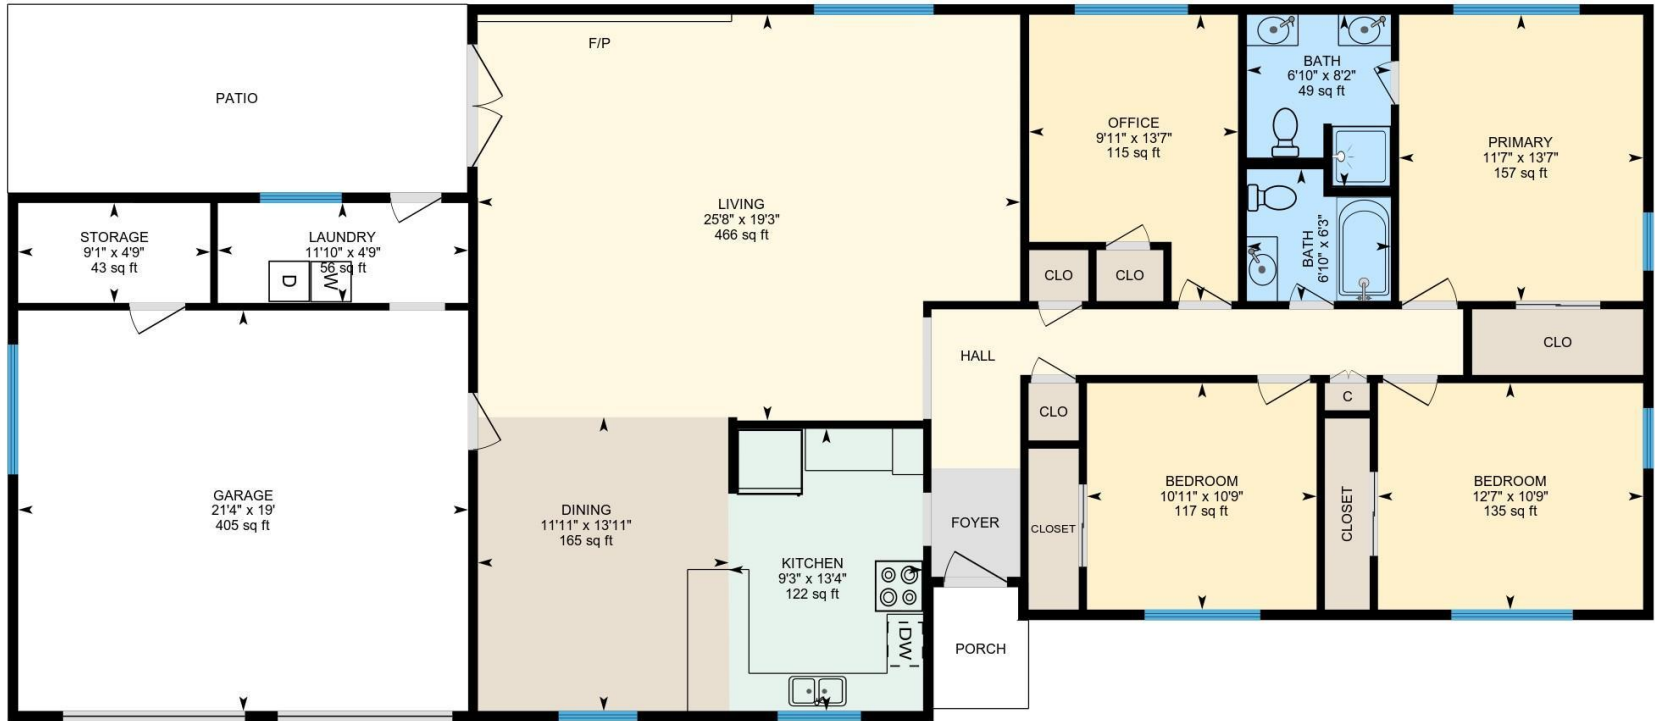 PATIO
F/P
LIVING
25'8" x 19'3"
466 sq ft
OFFICE
9'11" x 13'7"
115 sq ft
BATH
6'10" x 8'2"
49 sq ft
PRIMARY
11'7" x 13'7"
157 sq ft
STORAGE
9'1" x 4'9"
43 sq ft
LAUNDRY
11'10" x 4'9"
56 sq ft
D
W
BATH
6'10" x 6'3"
CLO
CLO
HALL
CLO
CLO
C
GARAGE
21'4" x 19'
405 sq ft
DINING
11'11" x 13'11"
165 sq ft
KITCHEN
9'3" x 13'4"
122 sq ft
DW
FOYER
CLOSET
BEDROOM
10'11" x 10'9"
117 sq ft
CLOSET
BEDROOM
12'7" x 10'9"
135 sq ft
PORCH